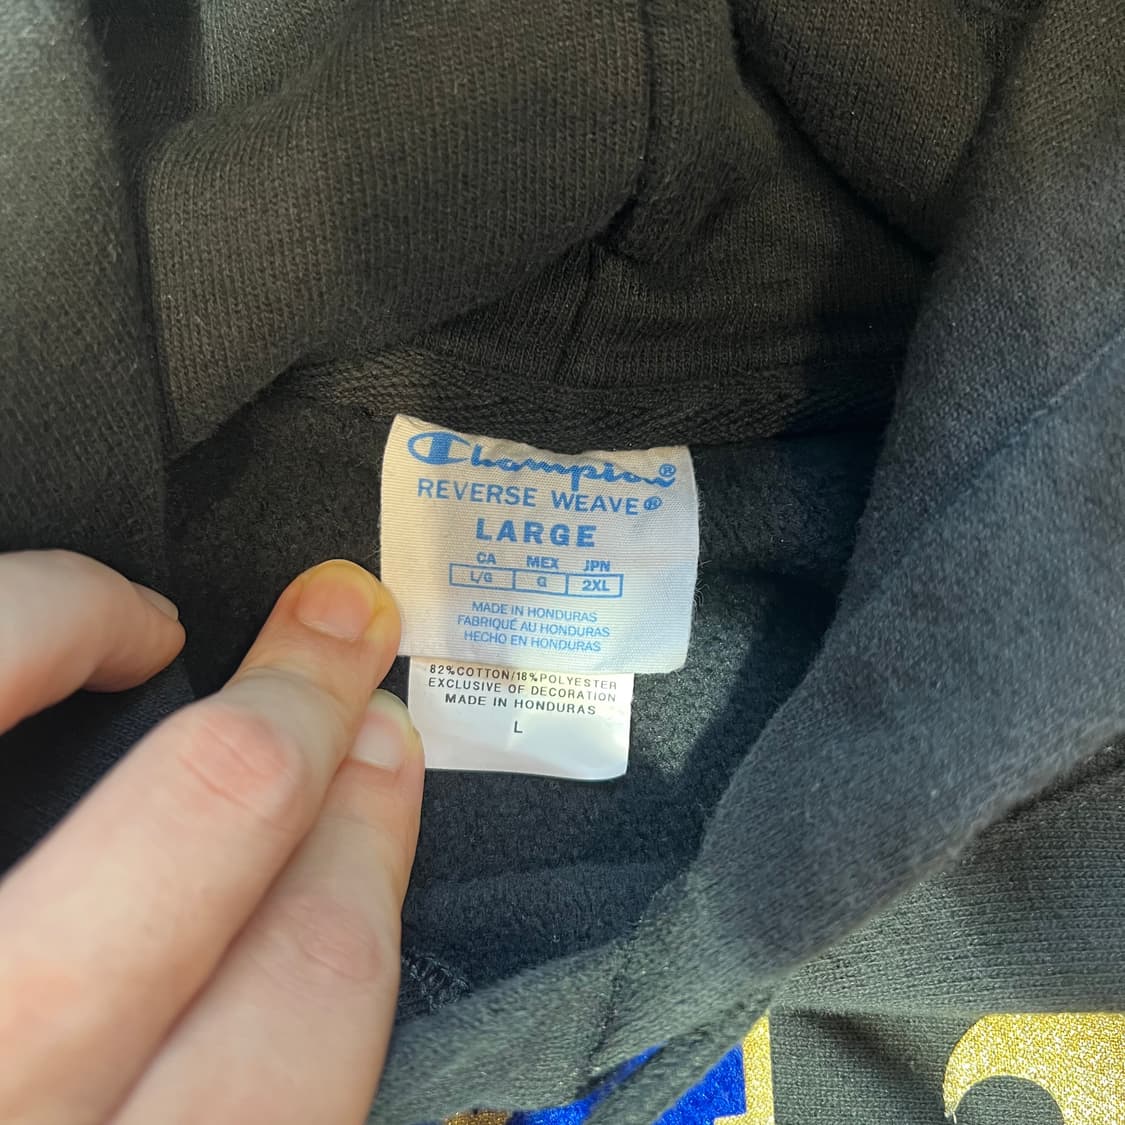 Champion®
REVERSE WEAVE®
LARGE
CA MEX JPN
L/G G 2XL
MADE IN HONDURAS
FABRIQUÉ AU HONDURAS
HECHO EN HONDURAS
82%COTTON/18%POLYESTER
EXCLUSIVE OF DECORATION
MADE IN HONDURAS
L